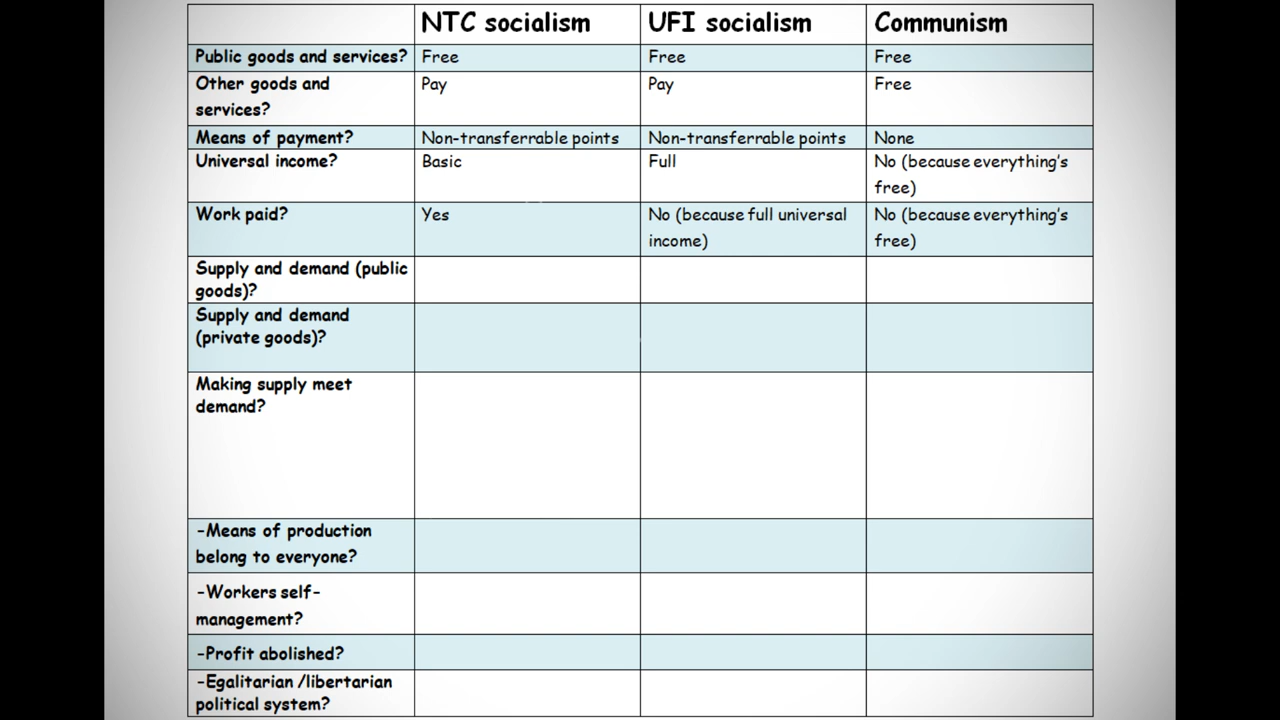 NTC socialism UFI socialism Communism
Public goods and services? Free Free Free
Other goods and Pay Pay Free
services?
Means of payment? Non-transferrable points Non-transferrable points None
Universal income? Basic Full No (because everything's
free)
Work paid? Yes No (because full universal No (because everything's
income) free)
Supply and demand (public
goods)?
Supply and demand
(private goods)?
Making supply meet
demand?
-Means of production
belong to everyone?
-Workers self-
management?
-Profit abolished?
-Egalitarian /libertarian
political system?